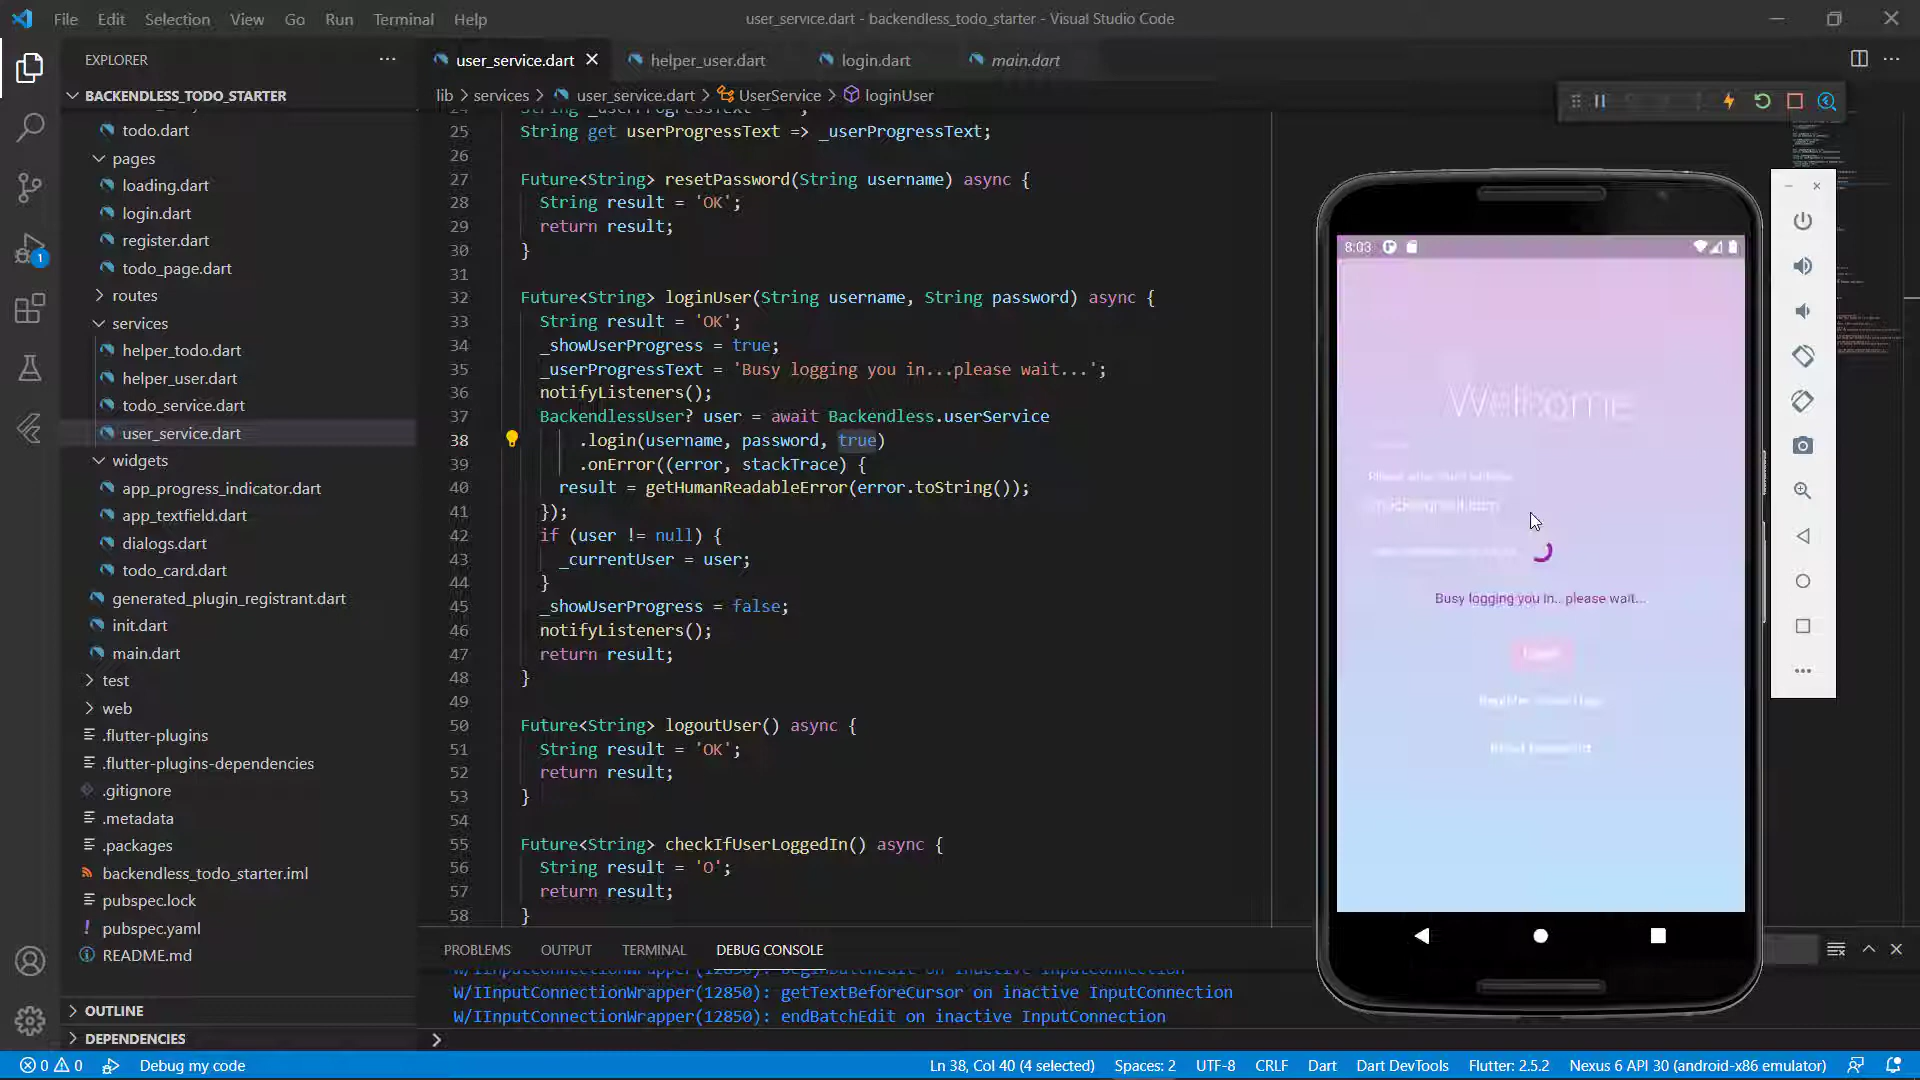 File Edit Selection View Go Run Terminal Help
user_service.dart - backendless_todo_starter - Visual Studio Code
EXPLORER
BACKENDLESS_TODO_STARTER
todo.dart
pages
loading.dart
login.dart
register.dart
todo_page.dart
routes
services
helper_todo.dart
helper_user.dart
todo_service.dart
user_service.dart
widgets
app_progress_indicator.dart
app_textfield.dart
dialogs.dart
todo_card.dart
generated_plugin_registrant.dart
init.dart
main.dart
test
web
.flutter-plugins
.flutter-plugins-dependencies
.gitignore
.metadata
.packages
backendless_todo_starter.iml
pubspec.lock
pubspec.yaml
README.md
OUTLINE
DEPENDENCIES
1
user_service.dart helper_user.dart login.dart main.dart
lib > services > user_service.dart > UserService > loginUser
25 String get userProgressText => _userProgressText;
26
27 Future<String> resetPassword(String username) async {
28 String result = 'OK';
29 return result;
30 }
31
32 Future<String> loginUser(String username, String password) async {
33 String result = 'OK';
34 _showUserProgress = true;
35 _userProgressText = 'Busy logging you in...please wait...';
36 notifyListeners();
37 BackendlessUser? user = await Backendless.userService
38 .login(username, password, true)
39 .onError((error, stackTrace) {
40 result = getHumanReadableError(error.toString());
41 });
42 if (user != null) {
43 _currentUser = user;
44 }
45 _showUserProgress = false;
46 notifyListeners();
47 return result;
48 }
49
50 Future<String> logoutUser() async {
51 String result = 'OK';
52 return result;
53 }
54
55 Future<String> checkIfUserLoggedIn() async {
56 String result = 'O';
57 return result;
58 }
PROBLEMS OUTPUT TERMINAL DEBUG CONSOLE
W/IInputConnectionWrapper(12850): beginBatchEdit on inactive InputConnection
W/IInputConnectionWrapper(12850): getTextBeforeCursor on inactive InputConnection
W/IInputConnectionWrapper(12850): endBatchEdit on inactive InputConnection
8:03
Welcome
Busy logging you in...please wait...
0 0 Debug my code
Ln 38, Col 40 (4 selected) Spaces: 2 UTF-8 CRLF Dart Dart DevTools Flutter: 2.5.2 Nexus 6 API 30 (android-x86 emulator)